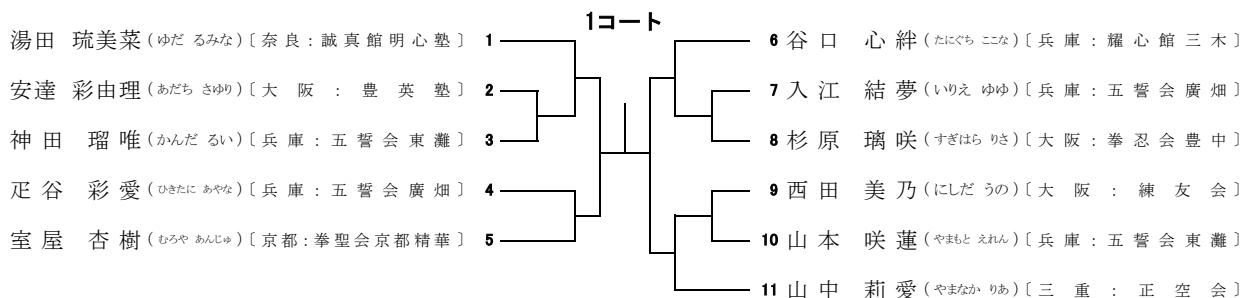 1コート
湯田 琉美菜 (ゆだ るみな) 〔奈良:誠真館明心塾〕 1
安達 彩由理 (あだち さゆり) 〔大阪:豊英塾〕 2
神田 瑠唯 (かんだ るい) 〔兵庫:五誓会東灘〕 3
疋谷 彩愛 (ひきたに あやな) 〔兵庫:五誓会廣畑〕 4
室屋 杏樹 (むろや あんじゅ) 〔京都:拳聖会京都精華〕 5
6 谷口 心絆 (たにぐち ここな) 〔兵庫:耀心館三木〕
7 入江 結夢 (いりえ ゆゆ) 〔兵庫:五誓会廣畑〕
8 杉原 璃咲 (すぎはら りさ) 〔大阪:拳忍会豊中〕
9 西田 美乃 (にしだ うの) 〔大阪:練友会〕
10 山本 咲蓮 (やまもと えれん) 〔兵庫:五誓会東灘〕
11 山中 莉愛 (やまなか りあ) 〔三重:正空会〕